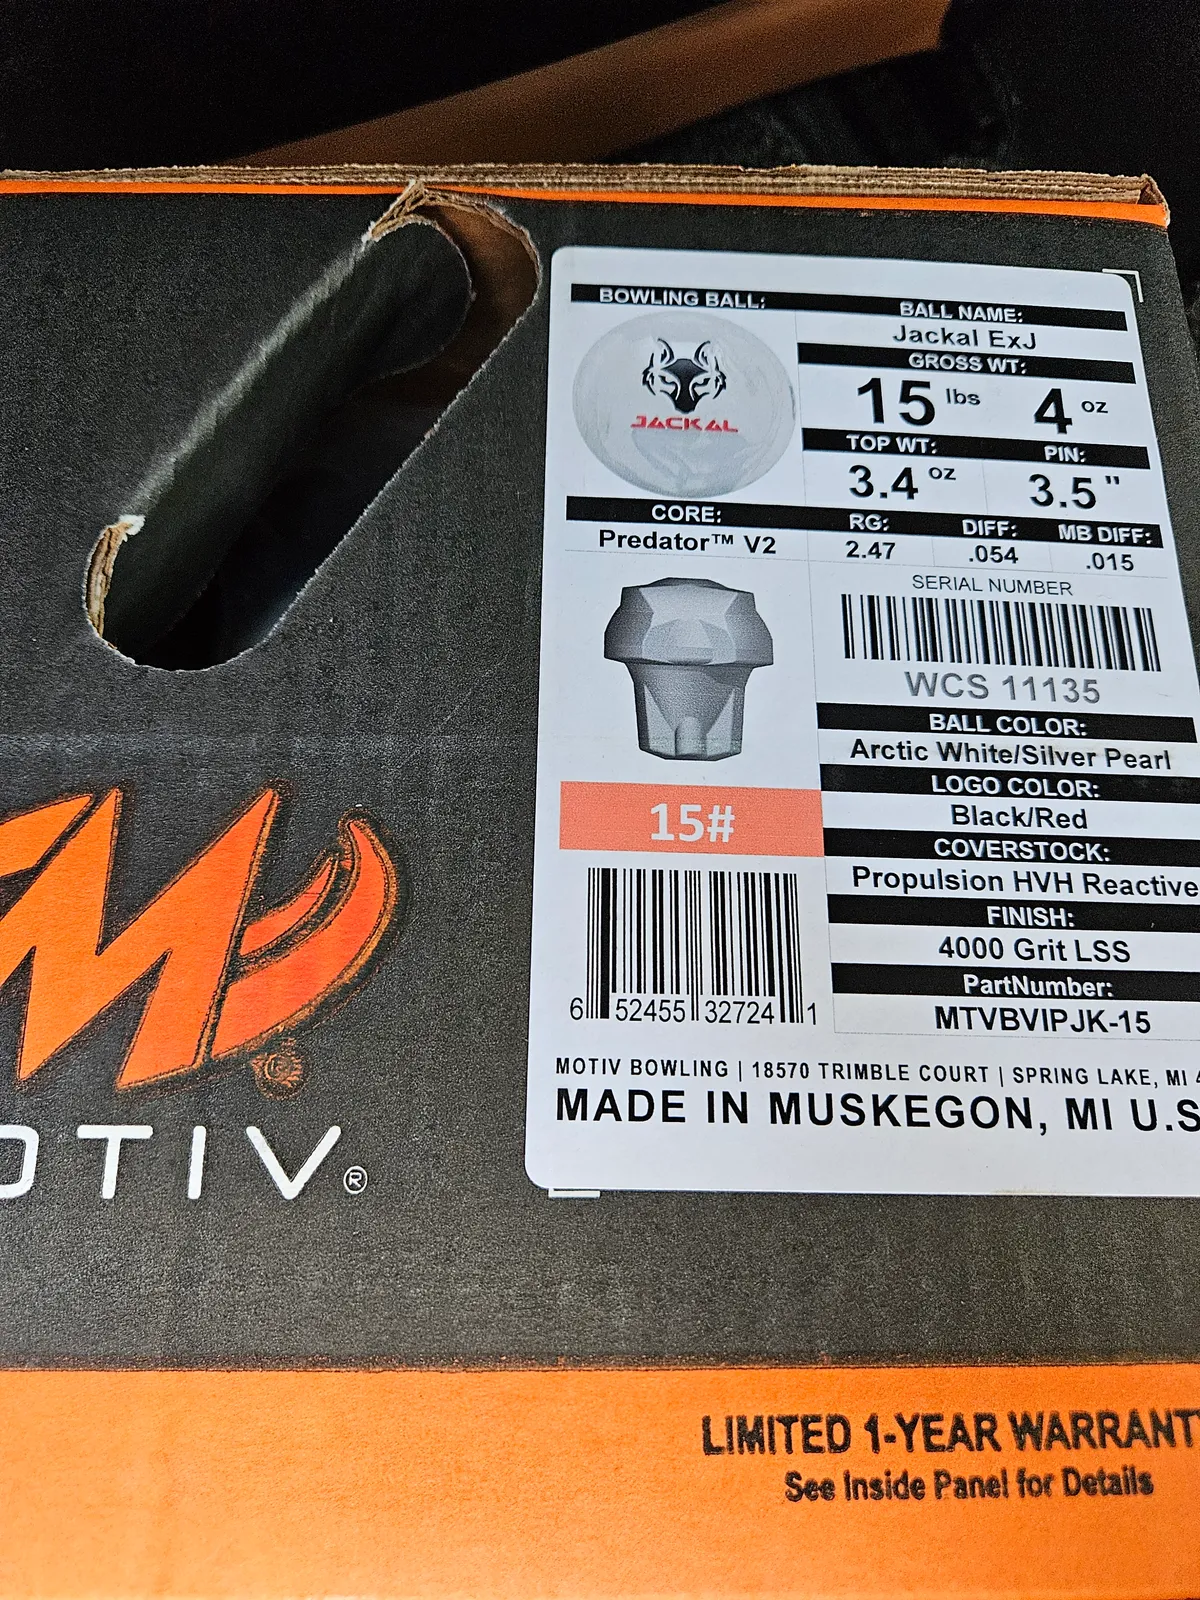 BOWLING BALL:
JACKAL
BALL NAME:
Jackal ExJ
GROSS WT:
15 lbs 4 oz
TOP WT: PIN:
3.4 oz 3.5"
CORE: RG: DIFF: MB DIFF:
Predator™ V2 2.47 .054 .015
SERIAL NUMBER
WCS 11135
BALL COLOR:
Arctic White/Silver Pearl
LOGO COLOR:
Black/Red
COVERSTOCK:
Propulsion HVH Reactive
FINISH:
4000 Grit LSS
PartNumber:
MTVBVIPJK-15
15#
6 52455 32724 1
MOTIV BOWLING | 18570 TRIMBLE COURT | SPRING LAKE, MI
MADE IN MUSKEGON, MI U.S
OTIV®
LIMITED 1-YEAR WARRANT
See Inside Panel for Details